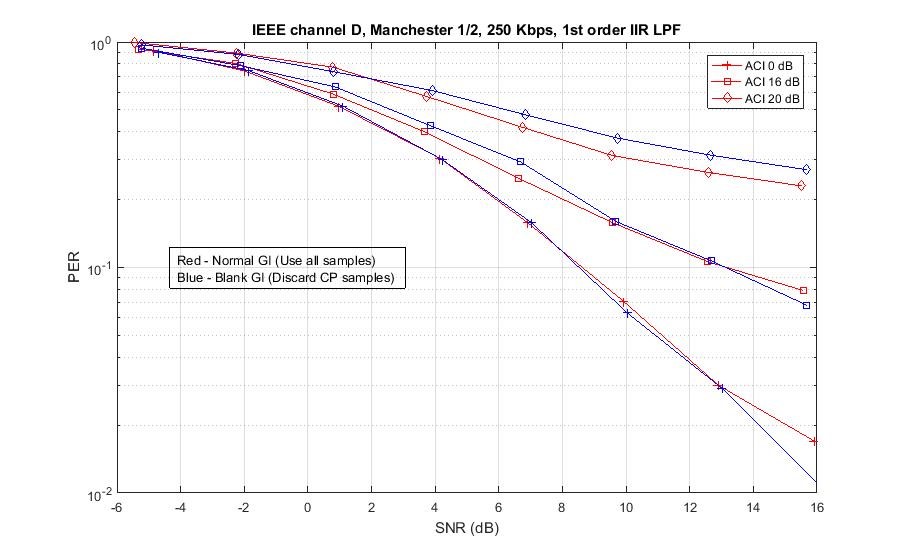 IEEE channel D, Manchester 1/2, 250 Kbps, 1st order IIR LPF
10^0
10^-1
10^-2
PER
ACI 0 dB
ACI 16 dB
ACI 20 dB
Red - Normal GI (Use all samples)
Blue - Blank GI (Discard CP samples)
-6 -4 -2 0 2 4 6 8 10 12 14 16
SNR (dB)